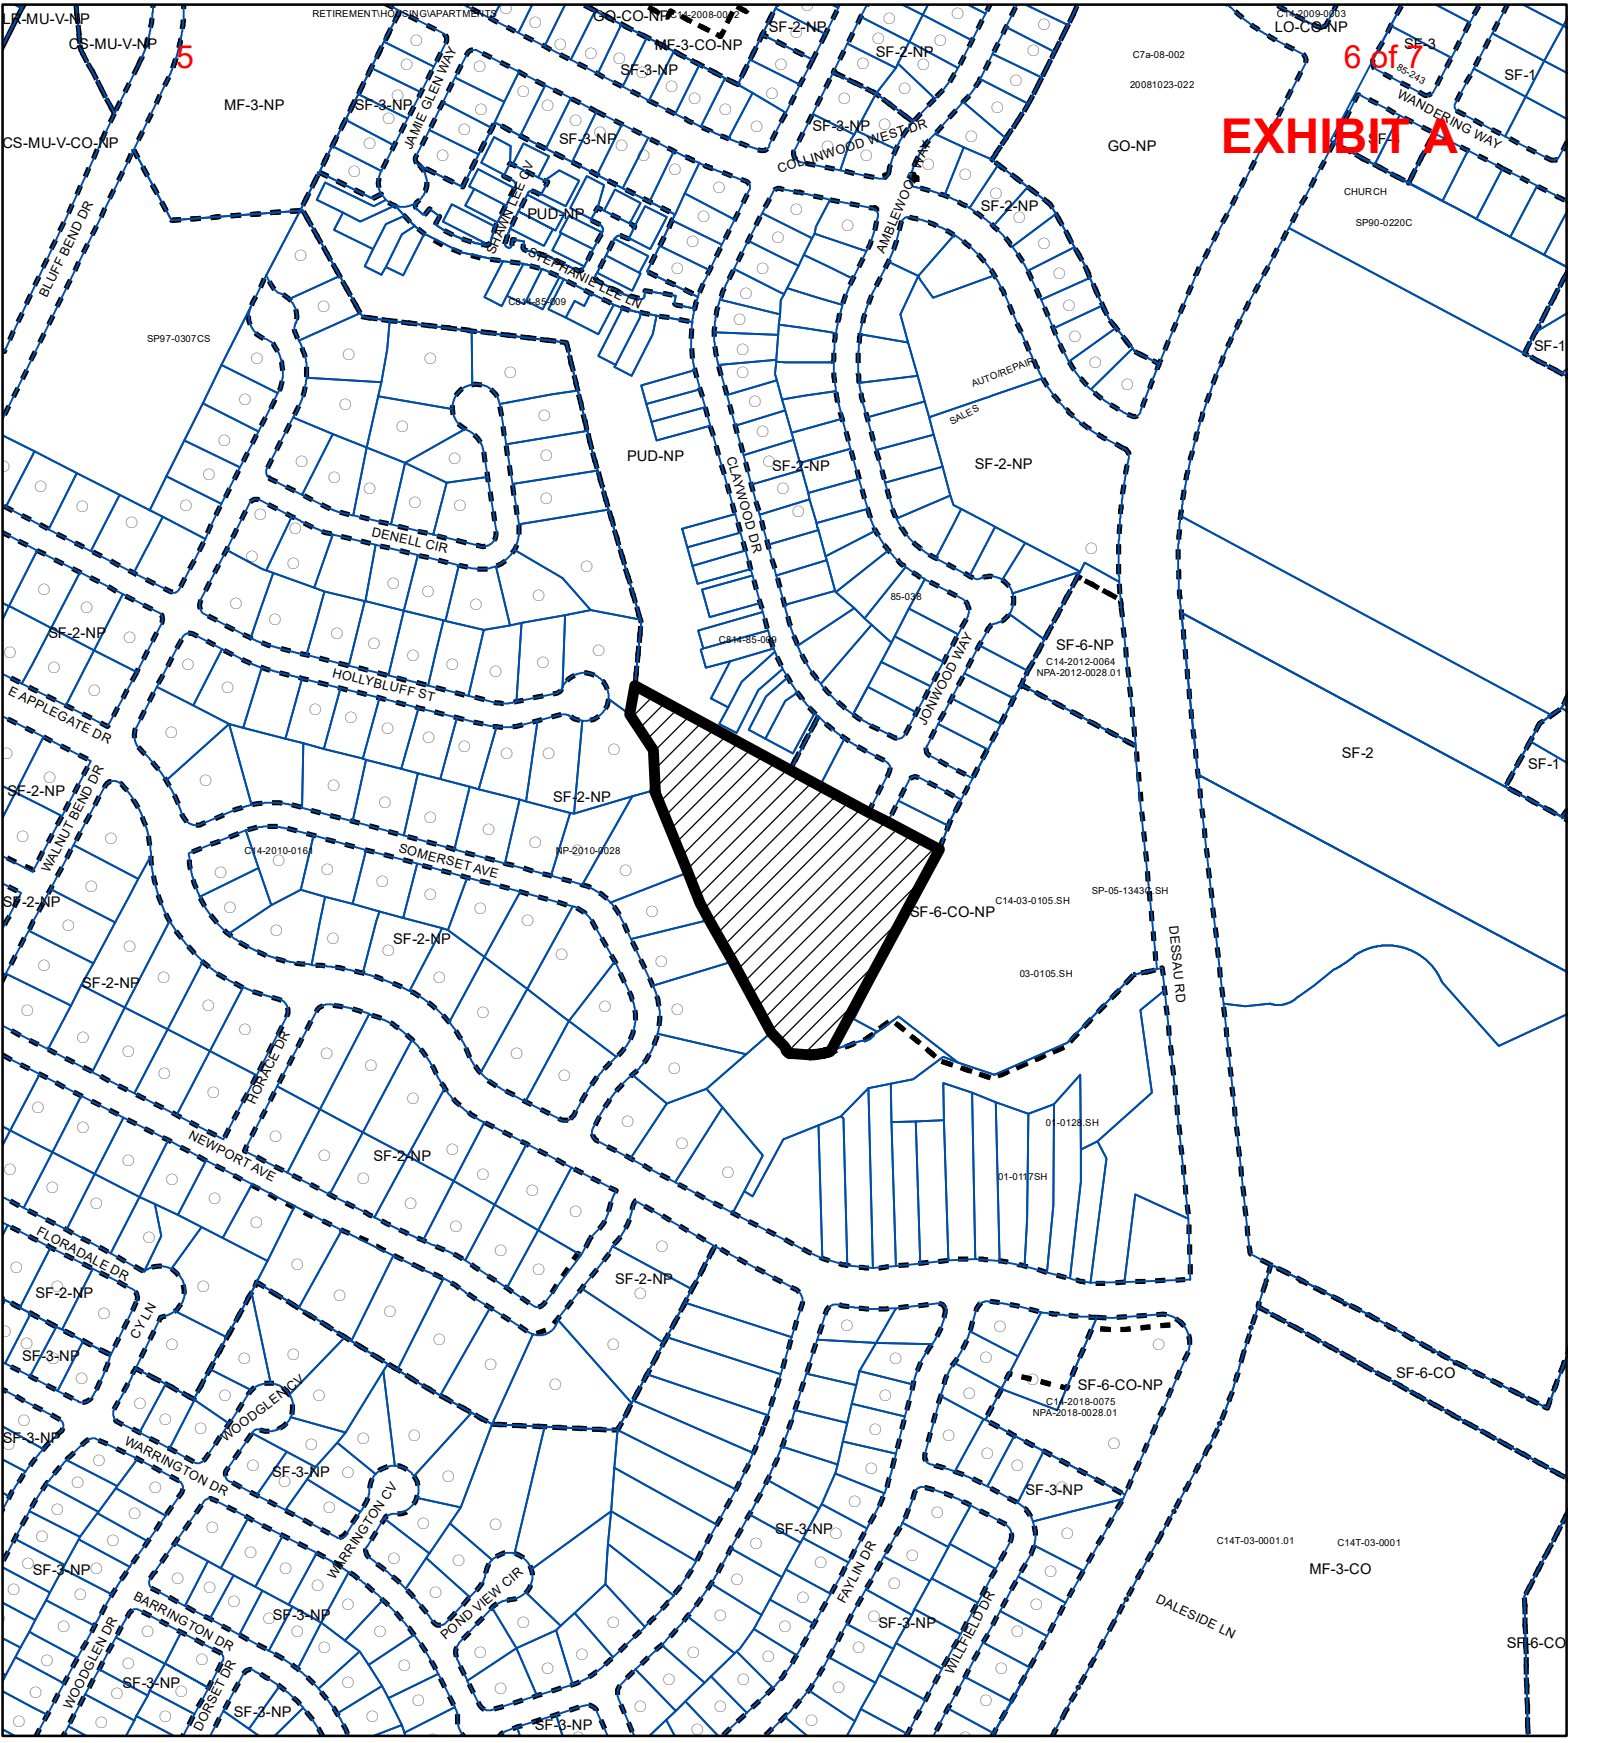 LR-MU-V-NP
CS-MU-V-NP
5
RETIREMENT\HOUSING\APARTMENTS
GO-CO-NP
MF-3-CO-NP
SF-2-NP
SF-2-NP
C14-2009-0003
LO-CO-NP
6 of 7
SF-3
85-243
SF-1
C7a-08-002
20081023-022
MF-3-NP
SF-3-NP
JAMIE GLEN WAY
SF-3-NP
SF-3-NP
SF-3-NP
COLLINWOOD WEST DR
GO-NP
EXHIBIT A
WANDERING WAY
CS-MU-V-CO-NP
CHURCH
SP90-0220C
BLUFF BEND DR
SHAWN LEE CV
PUD-NP
STEPHANIE LEE LN
AMBLEWOOD WAY
SF-2-NP
C814-85-009
SP97-0307CS
SF-1
AUTO/REPAIR
SALES
PUD-NP
CLAYWOOD DR
SF-2-NP
SF-2-NP
DENELL CIR
85-038
SF-2-NP
C814-85-009
JONWOOD WAY
SF-6-NP
C14-2012-0064
NPA-2012-0028.01
E APPLEGATE DR
HOLLYBLUFF ST
SF-2
SF-1
SF-2-NP
WALNUT BEND DR
SF-2-NP
C14-2010-0161
SOMERSET AVE
NP-2010-0028
SF-2-NP
SF-2-NP
SF-6-CO-NP
C14-03-0105.SH
SP-05-1343C.SH
DESSAU RD
03-0105.SH
SF-2-NP
HORACE DR
NEWPORT AVE
SF-2-NP
01-0128.SH
01-0117SH
FLORADALE DR
SF-2-NP
CY LN
SF-2-NP
SF-3-NP
SF-6-CO
SF-6-CO-NP
C14-2018-0075
NPA-2018-0028.01
WOODGLEN CV
SF-3-NP
WARRINGTON DR
SF-3-NP
WARRINGTON CV
SF-3-NP
SF-3-NP
C14T-03-0001.01
C14T-03-0001
MF-3-CO
SF-3-NP
FAYLIN DR
POND VIEW CIR
BARRINGTON DR
SF-3-NP
SF-3-NP
WILLFIELD DR
DALESIDE LN
SF-6-CO
WOODGLEN DR
SF-3-NP
DORSET DR
SF-3-NP
SF-3-NP